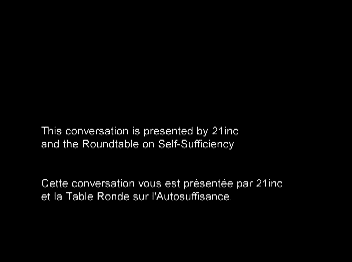 This conversation is presented by 21inc
and the Roundtable on Self-Sufficiency
Cette conversation vous est présentée par 21inc
et la Table Ronde sur l'Autosuffisance